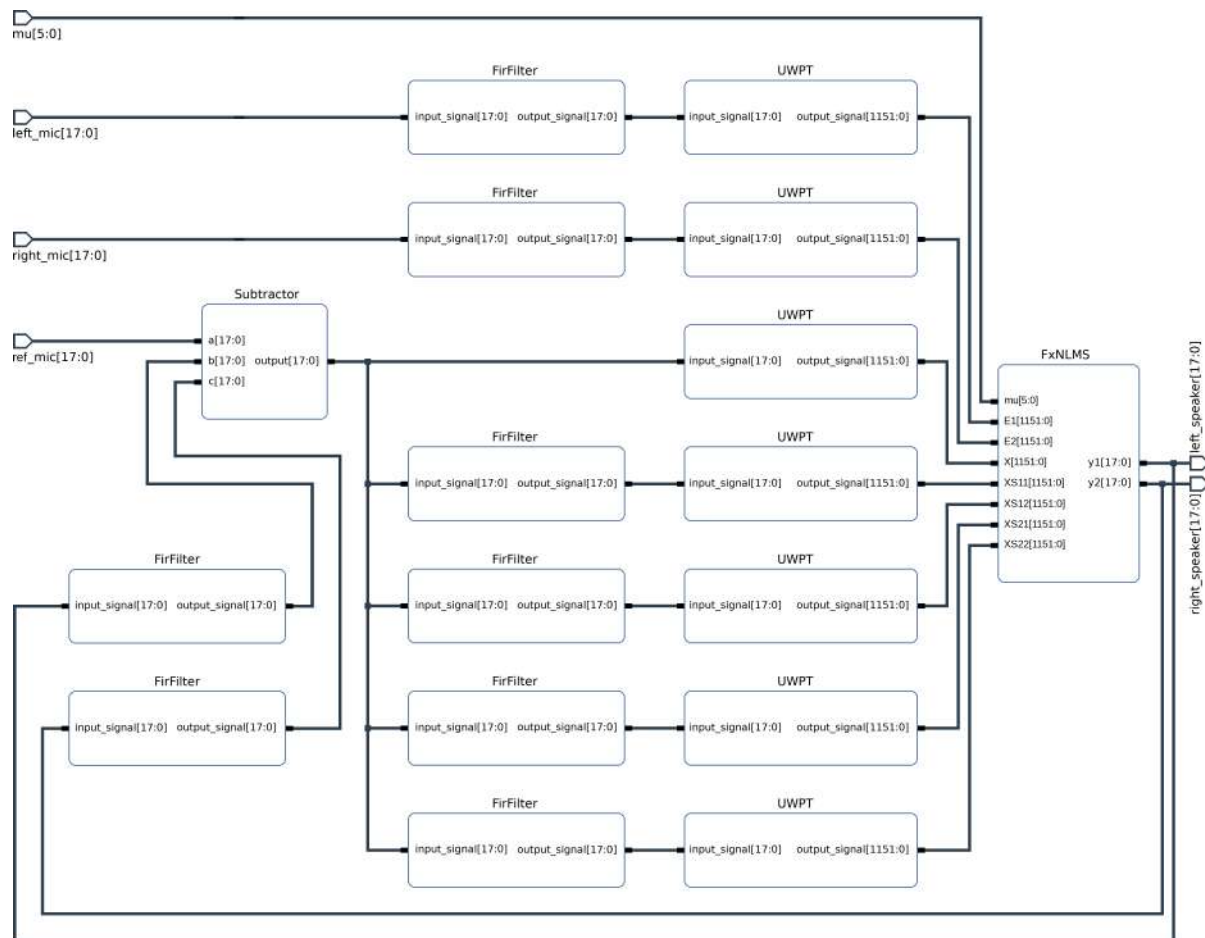 mu[5:0]
FirFilter
UWPT
input_signal[17:0] output_signal[17:0]
input_signal[17:0] output_signal[1151:0]
left_mic[17:0]
FirFilter
UWPT
input_signal[17:0] output_signal[17:0]
input_signal[17:0] output_signal[1151:0]
right_mic[17:0]
Subtractor
a[17:0]
b[17:0] output[17:0]
c[17:0]
ref_mic[17:0]
UWPT
input_signal[17:0] output_signal[1151:0]
FxNLMS
mu[5:0]
E1[1151:0]
E2[1151:0]
X[1151:0] y1[17:0]
XS11[1151:0] y2[17:0]
XS12[1151:0]
XS21[1151:0]
XS22[1151:0]
left_speaker[17:0]
right_speaker[17:0]
FirFilter
UWPT
input_signal[17:0] output_signal[17:0]
input_signal[17:0] output_signal[1151:0]
FirFilter
input_signal[17:0] output_signal[17:0]
FirFilter
UWPT
input_signal[17:0] output_signal[17:0]
input_signal[17:0] output_signal[1151:0]
FirFilter
input_signal[17:0] output_signal[17:0]
FirFilter
UWPT
input_signal[17:0] output_signal[17:0]
input_signal[17:0] output_signal[1151:0]
FirFilter
UWPT
input_signal[17:0] output_signal[17:0]
input_signal[17:0] output_signal[1151:0]